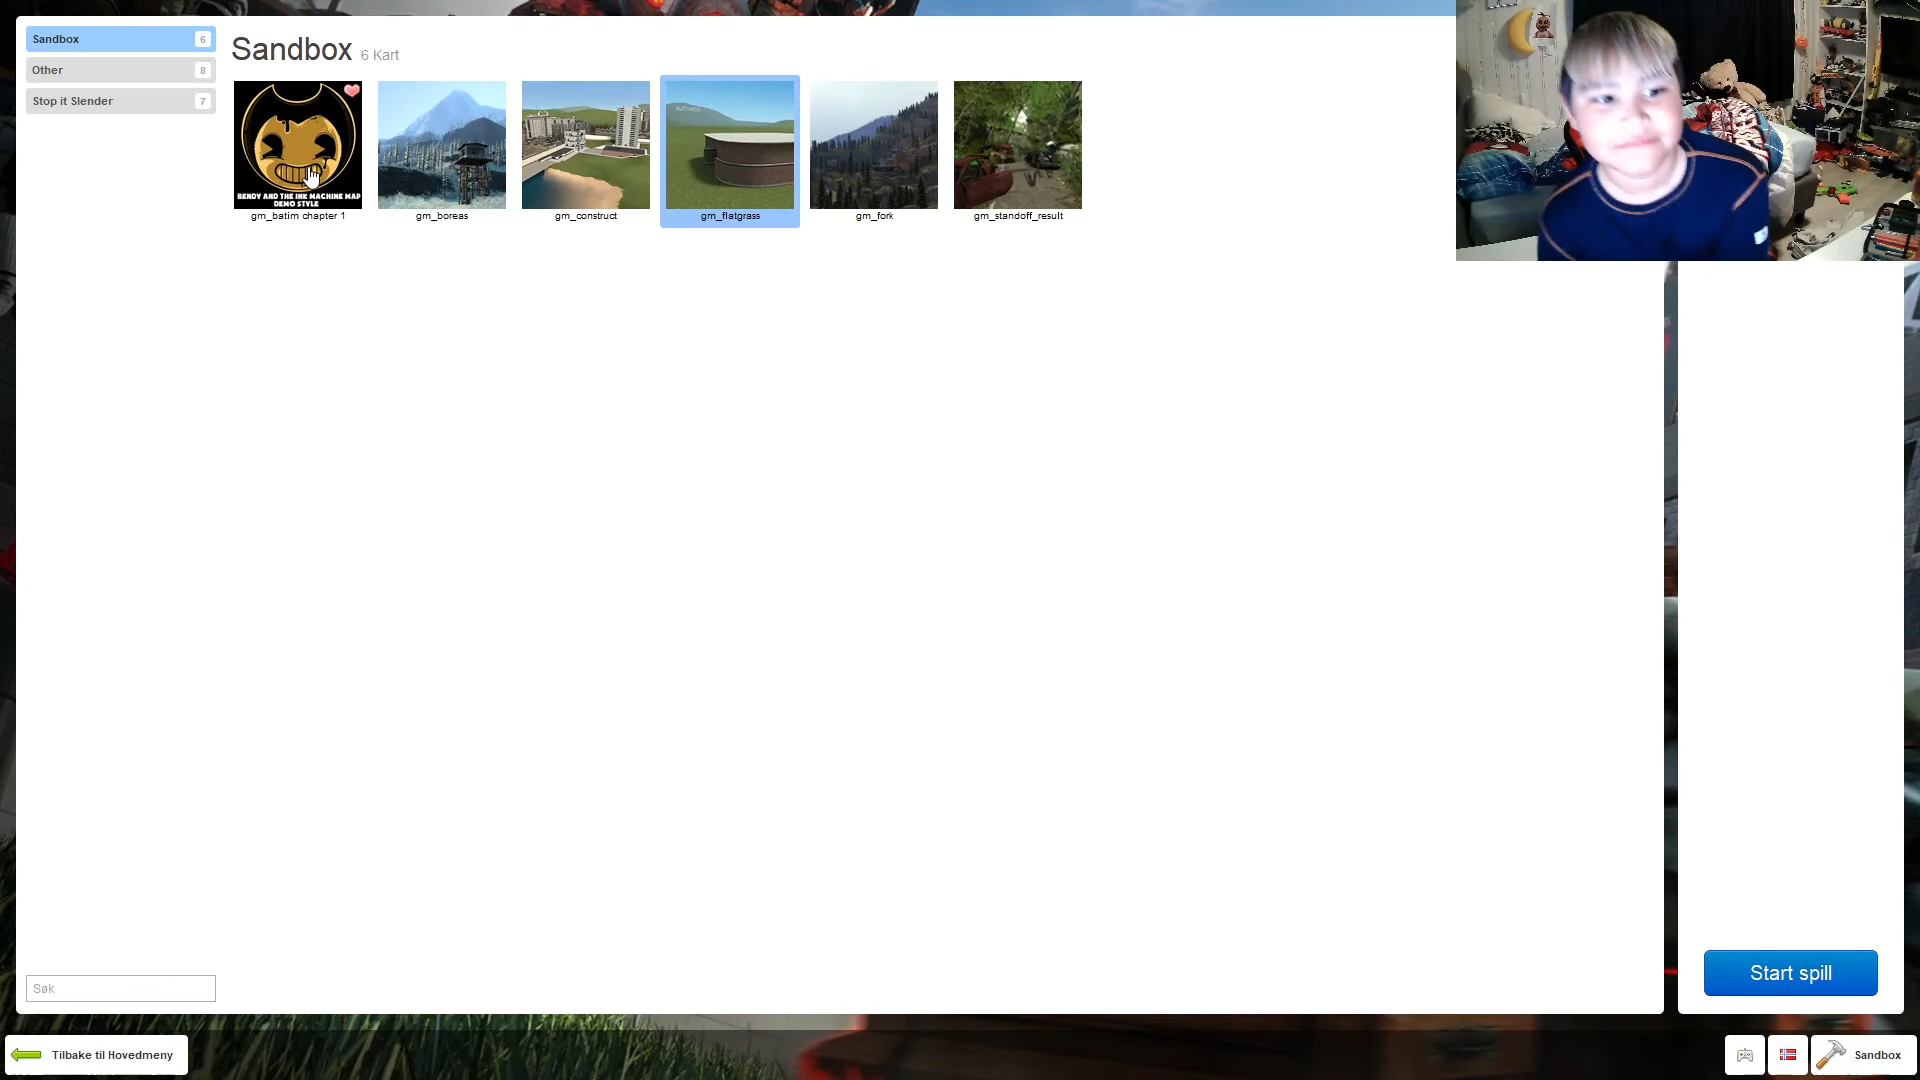 Sandbox 6
Other 8
Stop it Slender 7
Sandbox 6 Kart
BENDY AND THE INK MACHINE MAP
DEMO STYLE
gm_batim chapter 1
gm_boreas
gm_construct
gm_flatgrass
gm_fork
gm_standoff_result
Søk
Start spill
Tilbake til Hovedmeny
Sandbox